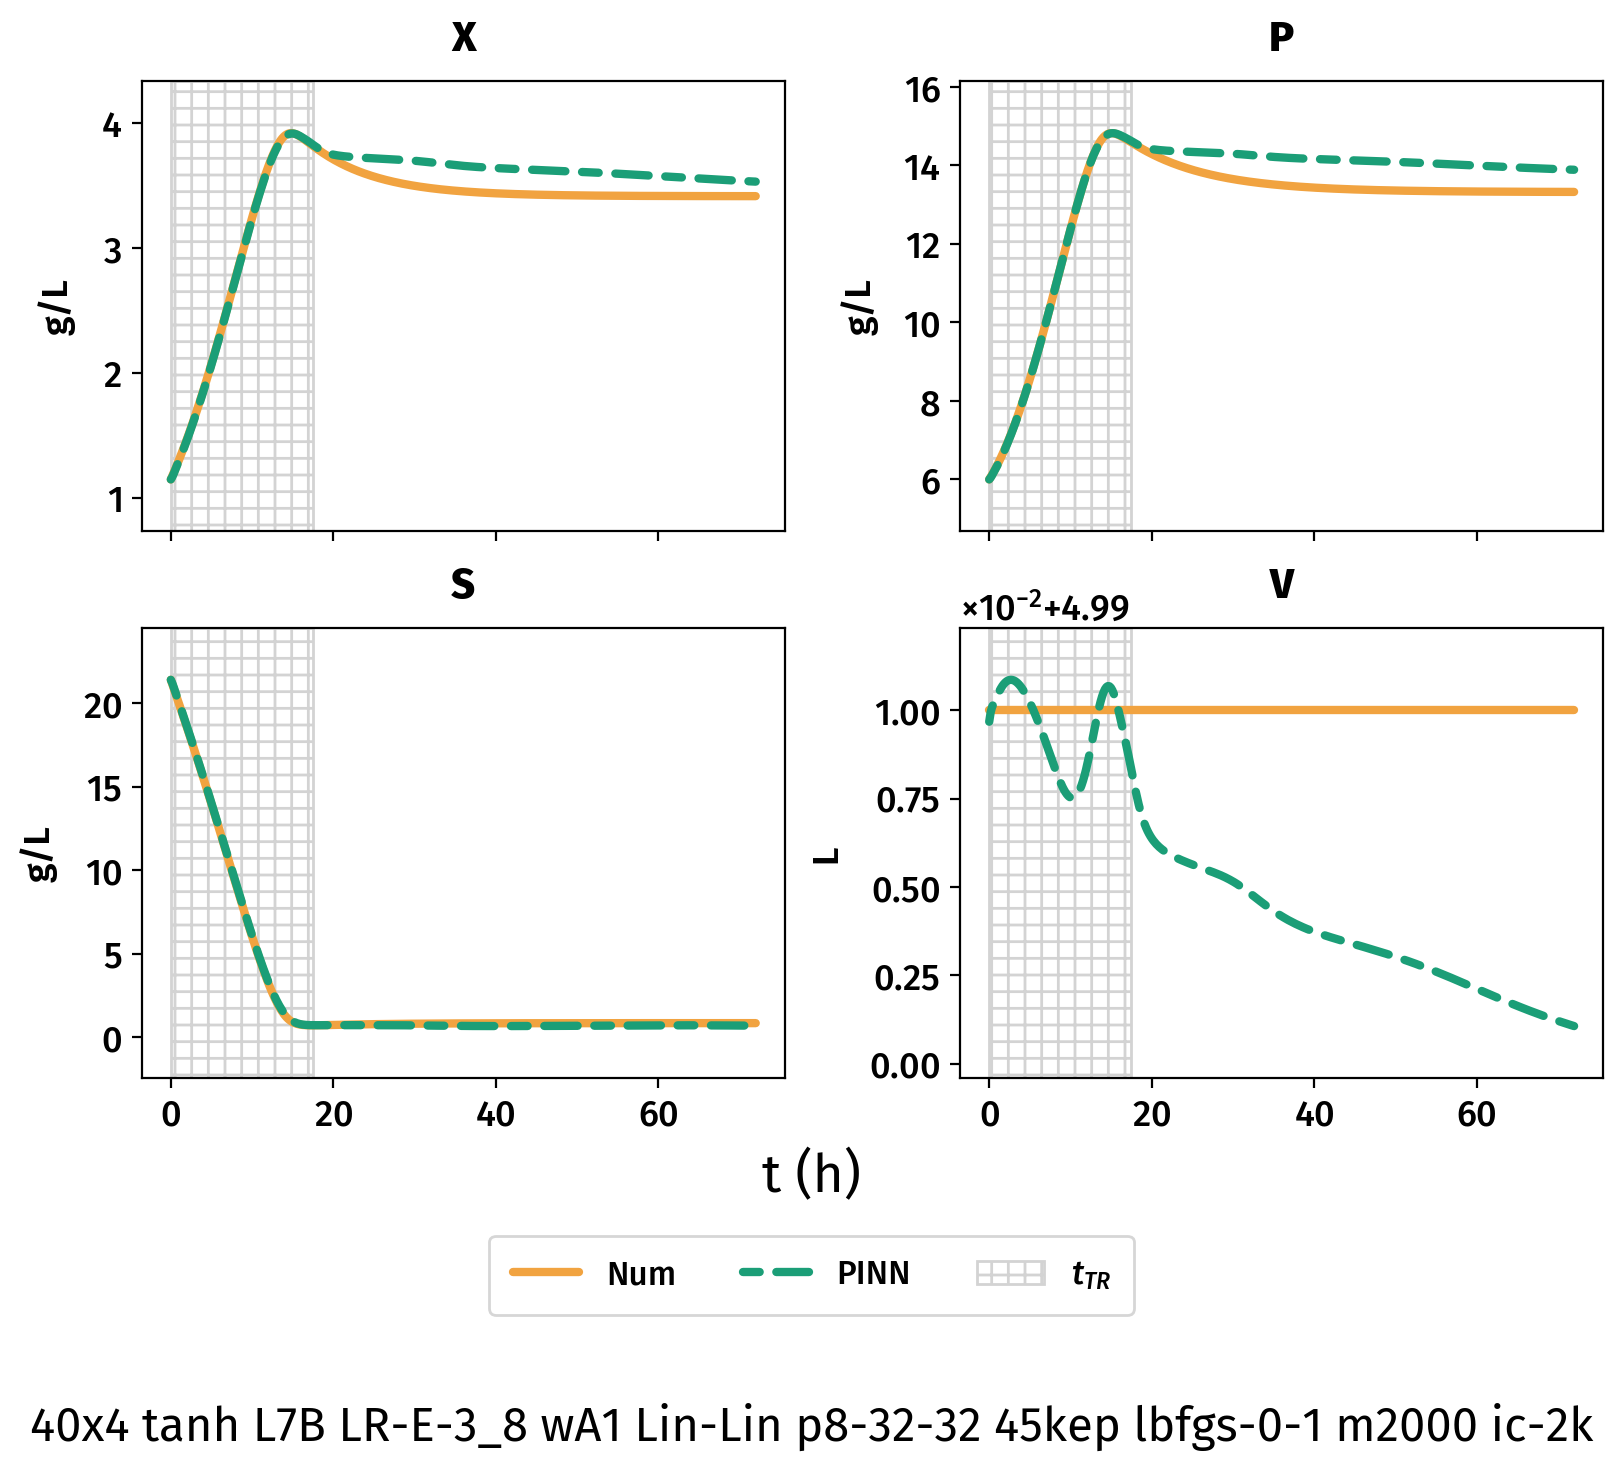 X
4
3
2
1
g/L
P
16
14
12
10
8
6
g/L
S
20
15
10
5
0
g/L
0 20 40 60
V
×10⁻²+4.99
1.00
0.75
0.50
0.25
0.00
L
0 20 40 60
t (h)
Num PINN t_TR
40x4 tanh L7B LR-E-3_8 wA1 Lin-Lin p8-32-32 45kep lbfgs-0-1 m2000 ic-2k